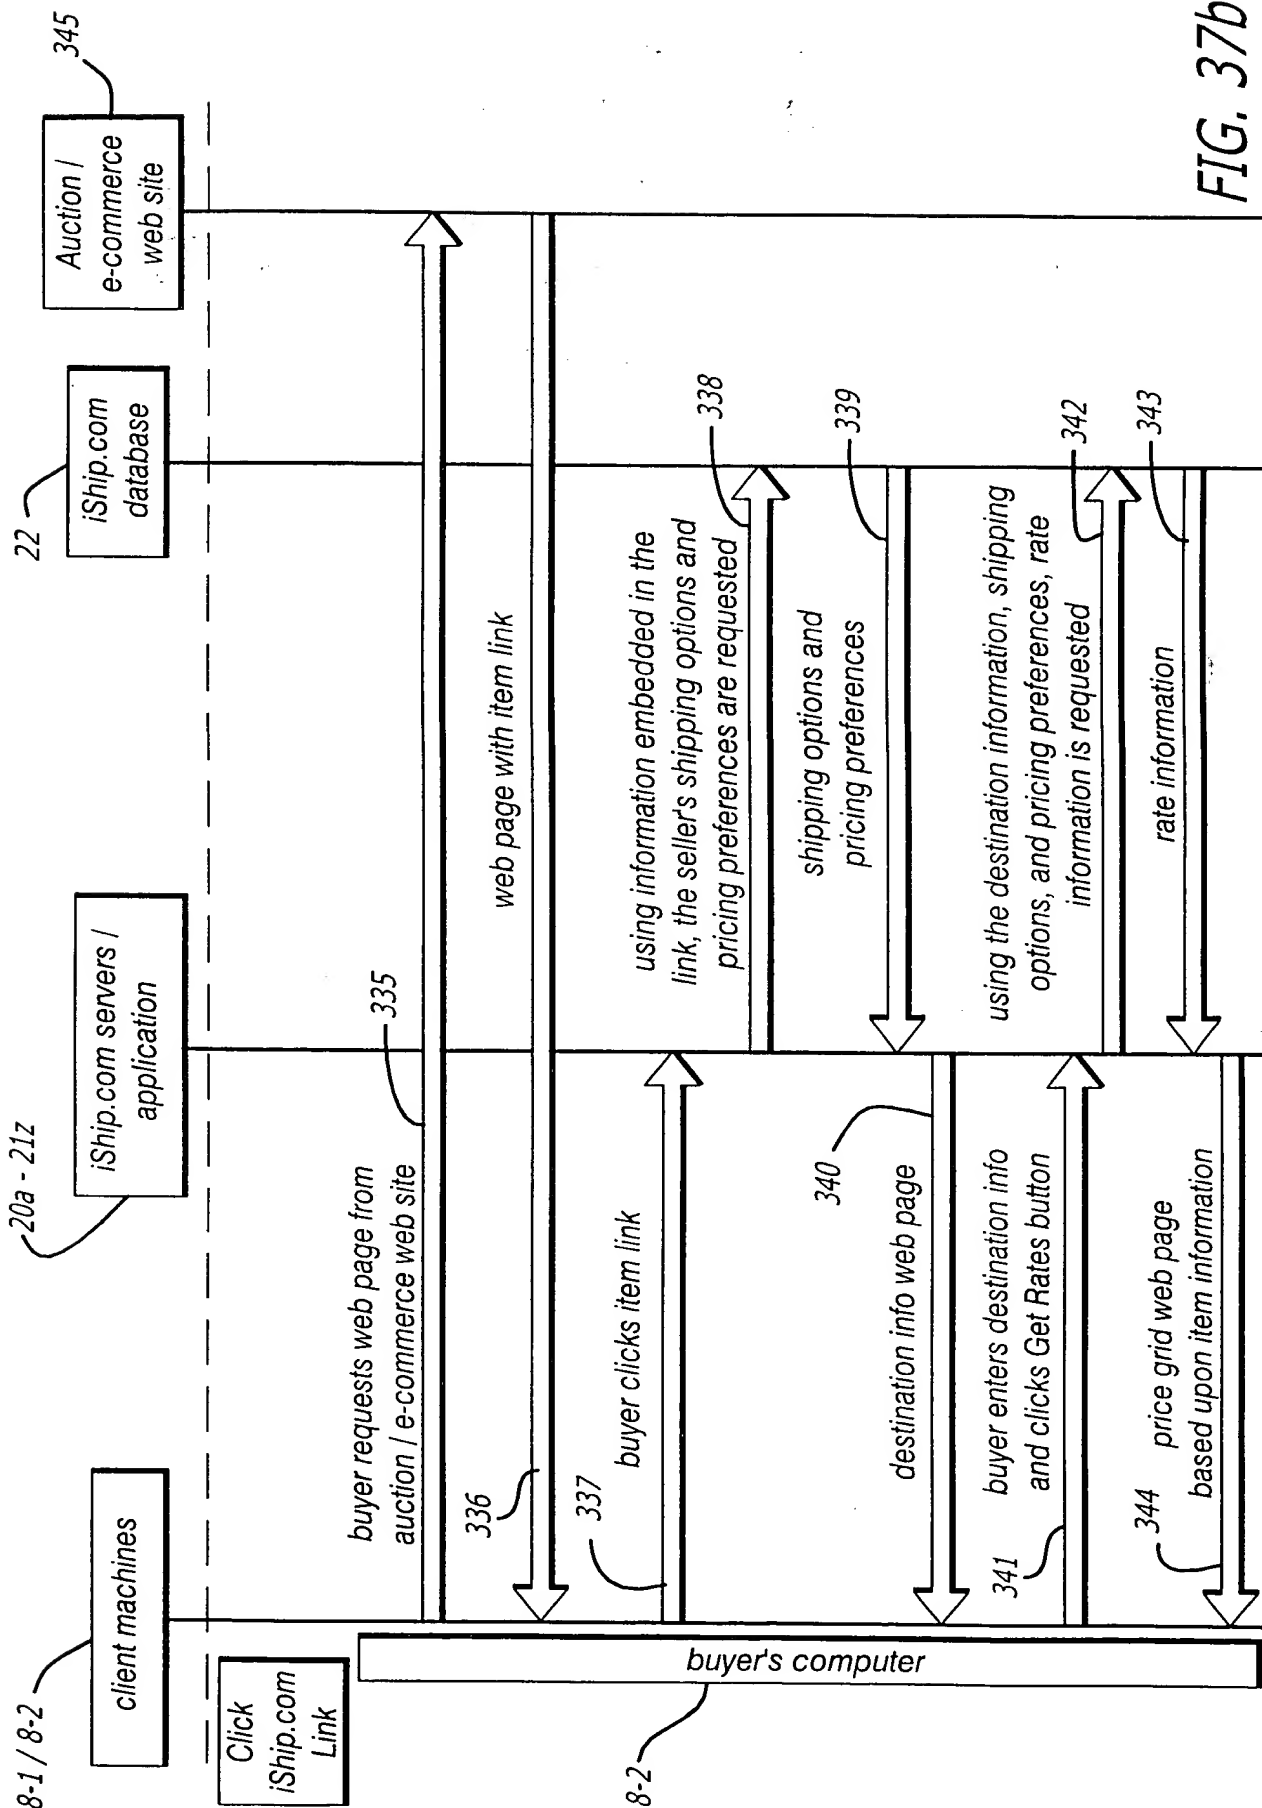 8-1 / 8-2
client machines
20a - 21z
iShip.com servers /
application
22
iShip.com
database
345
Auction /
e-commerce
web site
Click
iShip.com
Link
8-2
buyer's computer
buyer requests web page from
auction / e-commerce web site
335
336
web page with item link
337
buyer clicks item link
using information embedded in the
link, the seller's shipping options and
pricing preferences are requested
338
shipping options and
pricing preferences
339
destination info web page
340
341
buyer enters destination info
and clicks Get Rates button
using the destination information, shipping
options, and pricing preferences, rate
information is requested
342
rate information
343
344
price grid web page
based upon item information
FIG. 37b